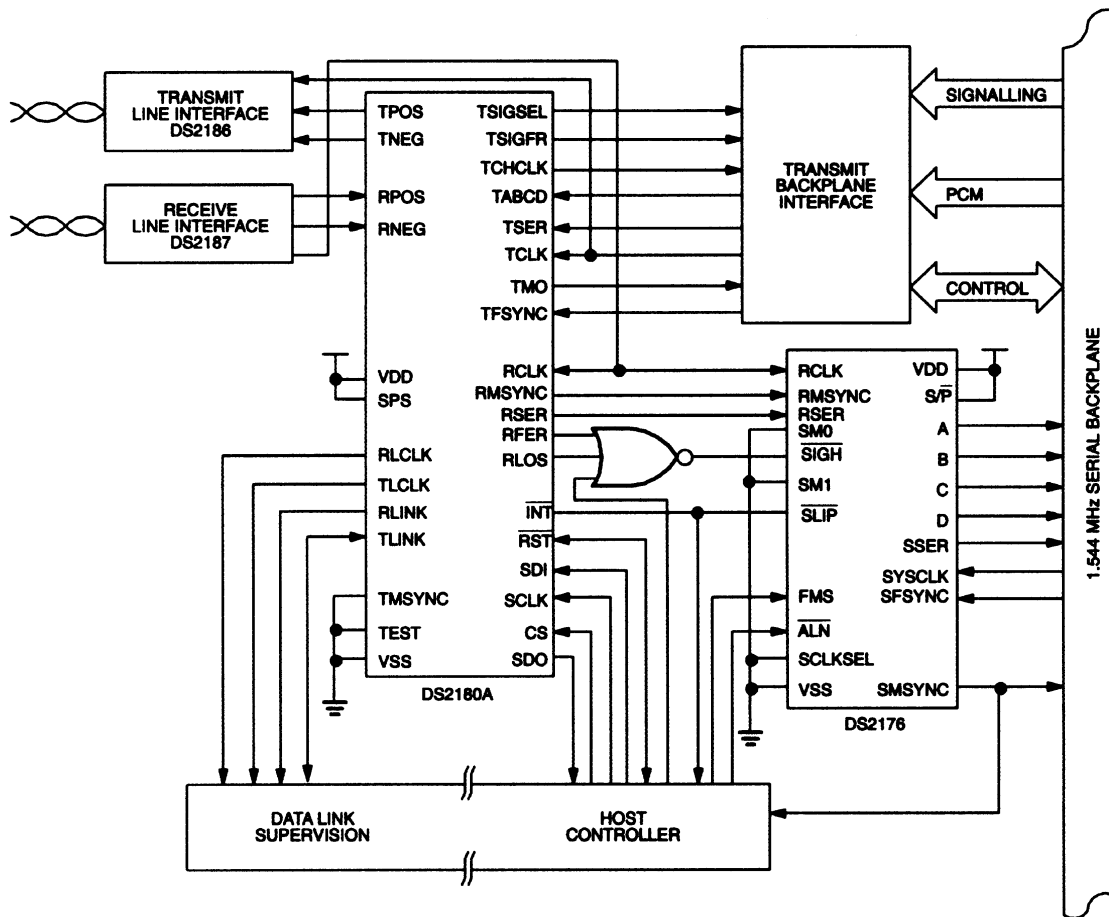 TRANSMIT
LINE INTERFACE
DS2186
RECEIVE
LINE INTERFACE
DS2187
TPOS
TNEG
RPOS
RNEG
VDD
SPS
RLCLK
TLCLK
RLINK
TLINK
TMSYNC
TEST
VSS
TSIGSEL
TSIGFR
TCHCLK
TABCD
TSER
TCLK
TMO
TFSYNC
RCLK
RMSYNC
RSER
RFER
RLOS
INT
RST
SDI
SCLK
CS
SDO
DS2180A
TRANSMIT
BACKPLANE
INTERFACE
SIGNALLING
PCM
CONTROL
RCLK
RMSYNC
RSER
SM0
SIGH
SM1
SLIP
FMS
ALN
SCLKSEL
VSS
VDD
S/P
A
B
C
D
SSER
SYSCLK
SFSYNC
SMSYNC
DS2176
1.544 MHz SERIAL BACKPLANE
DATA LINK
SUPERVISION
HOST
CONTROLLER